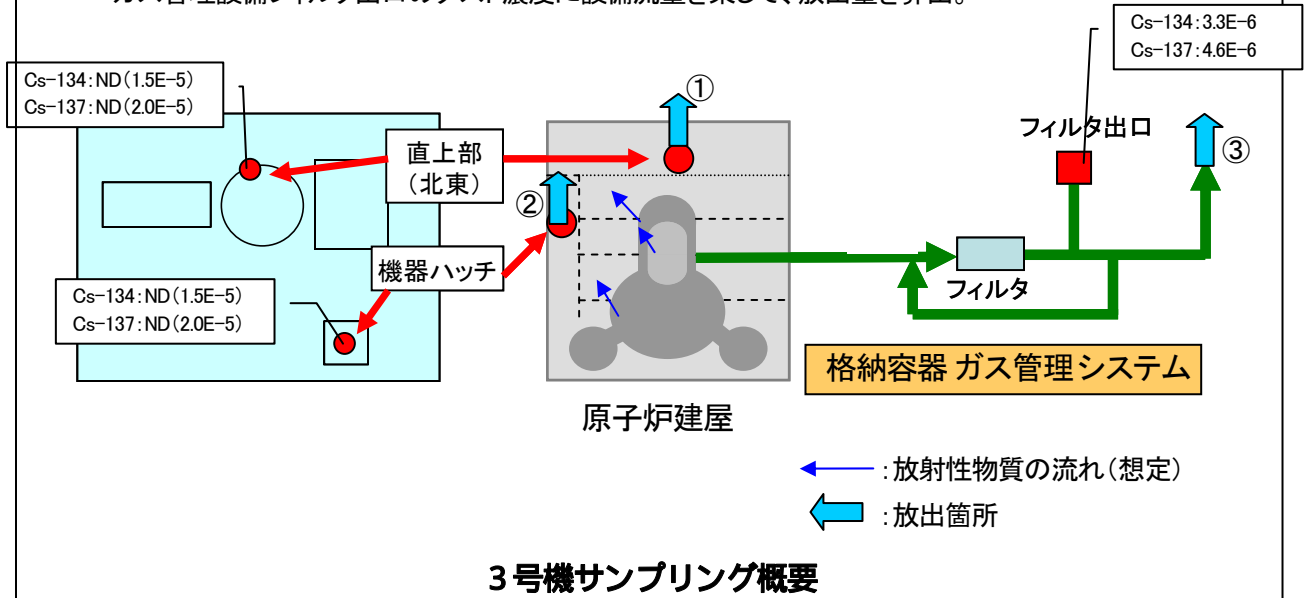 Cs-134:3.3E-6
Cs-137:4.6E-6
Cs-134:ND(1.5E-5)
Cs-137:ND(2.0E-5)
①
フィルタ出口
③
直上部
(北東)
②
機器ハッチ
Cs-134:ND(1.5E-5)
Cs-137:ND(2.0E-5)
フィルタ
格納容器 ガス管理システム
原子炉建屋
:放射性物質の流れ(想定)
:放出箇所
3号機サンプリング概要